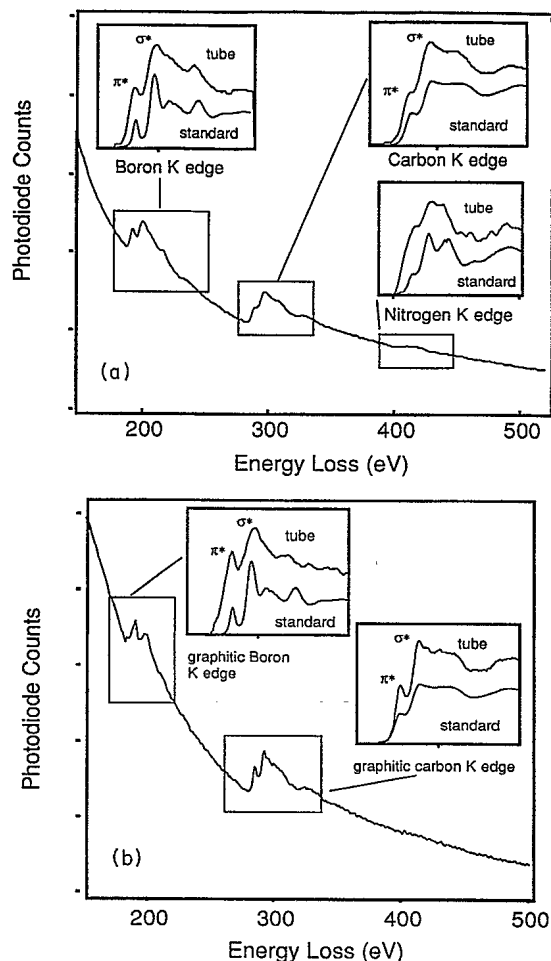 σ*
tube
π*
standard
Boron K edge
σ*
tube
π*
standard
Carbon K edge
tube
standard
Nitrogen K edge
Photodiode Counts
(a)
200 300 400 500
Energy Loss (eV)
σ*
tube
π*
standard
graphitic Boron
K edge
σ*
tube
π*
standard
graphitic carbon K edge
Photodiode Counts
(b)
200 300 400 500
Energy Loss (eV)